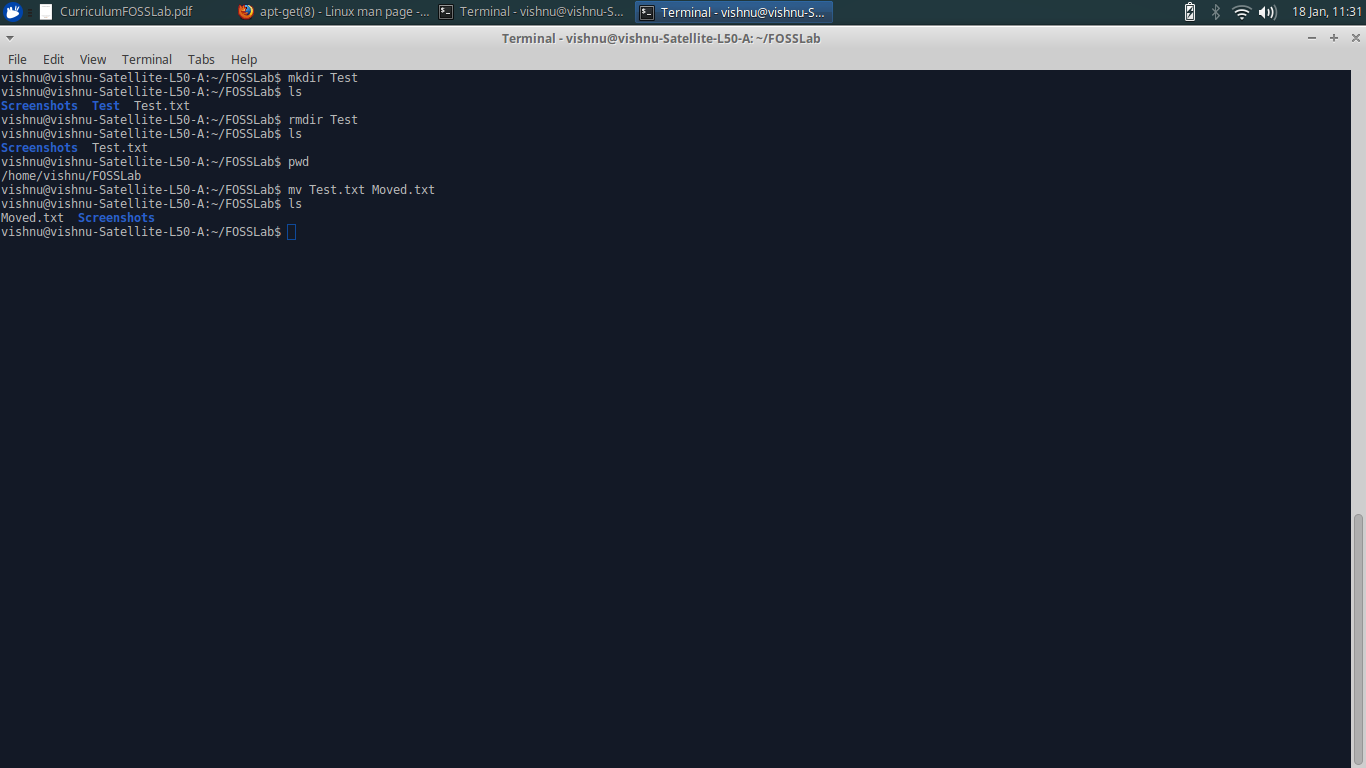 CurriculumFOSSLab.pdf apt-get(8) - Linux man page -... Terminal - vishnu@vishnu-S... Terminal - vishnu@vishnu-S... 18 Jan, 11:31
Terminal - vishnu@vishnu-Satellite-L50-A: ~/FOSSLab
File Edit View Terminal Tabs Help
vishnu@vishnu-Satellite-L50-A:~/FOSSLab$ mkdir Test
vishnu@vishnu-Satellite-L50-A:~/FOSSLab$ ls
Screenshots  Test  Test.txt
vishnu@vishnu-Satellite-L50-A:~/FOSSLab$ rmdir Test
vishnu@vishnu-Satellite-L50-A:~/FOSSLab$ ls
Screenshots  Test.txt
vishnu@vishnu-Satellite-L50-A:~/FOSSLab$ pwd
/home/vishnu/FOSSLab
vishnu@vishnu-Satellite-L50-A:~/FOSSLab$ mv Test.txt Moved.txt
vishnu@vishnu-Satellite-L50-A:~/FOSSLab$ ls
Moved.txt  Screenshots
vishnu@vishnu-Satellite-L50-A:~/FOSSLab$